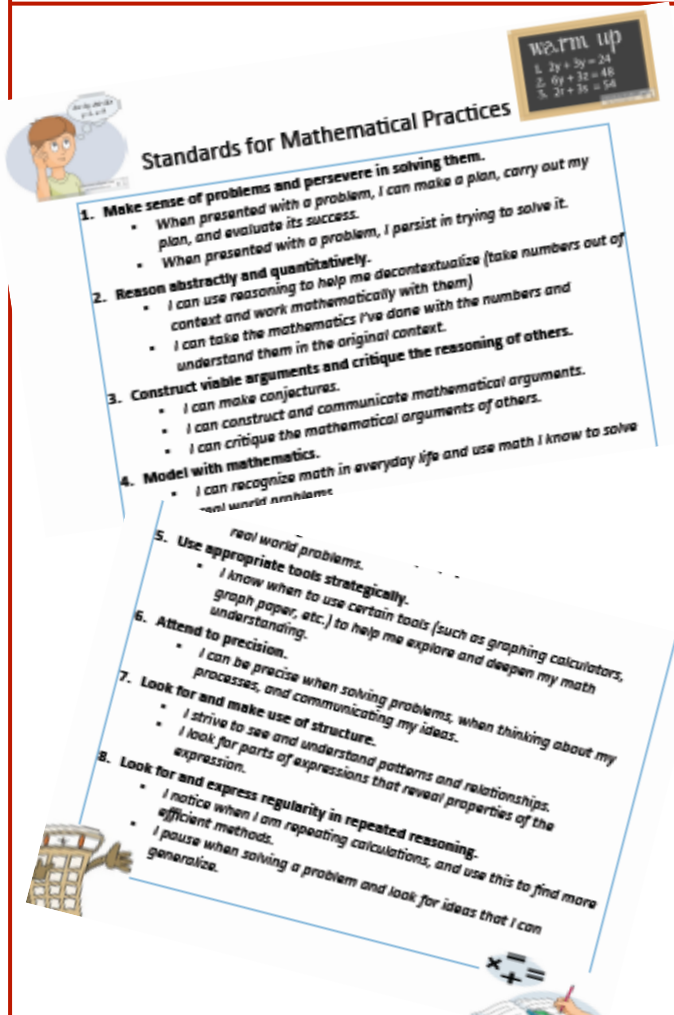 warm up
1. 2y + 3y = 24
2. 6y + 3z = 48
3. 2t + 3s = 54
Standards for Mathematical Practices
1. Make sense of problems and persevere in solving them.
• When presented with a problem, I can make a plan, carry out my
plan, and evaluate its success.
• When presented with a problem, I persist in trying to solve it.
2. Reason abstractly and quantitatively.
• I can use reasoning to help me decontextualize (take numbers out of
context and work mathematically with them)
• I can take the mathematics I've done with the numbers and
understand them in the original context.
3. Construct viable arguments and critique the reasoning of others.
• I can make conjectures.
• I can construct and communicate mathematical arguments.
• I can critique the mathematical arguments of others.
4. Model with mathematics.
• I can recognize math in everyday life and use math I know to solve
real world problems
real world problems.
5. Use appropriate tools strategically.
• I know when to use certain tools (such as graphing calculators,
graph paper, etc.) to help me explore and deepen my math
understanding.
6. Attend to precision.
• I can be precise when solving problems, when thinking about my
processes, and communicating my ideas.
7. Look for and make use of structure.
• I strive to see and understand patterns and relationships.
• I look for parts of expressions that reveal properties of the
expression.
8. Look for and express regularity in repeated reasoning.
• I notice when I am repeating calculations, and use this to find more
efficient methods.
• I pause when solving a problem and look for ideas that I can
generalize.